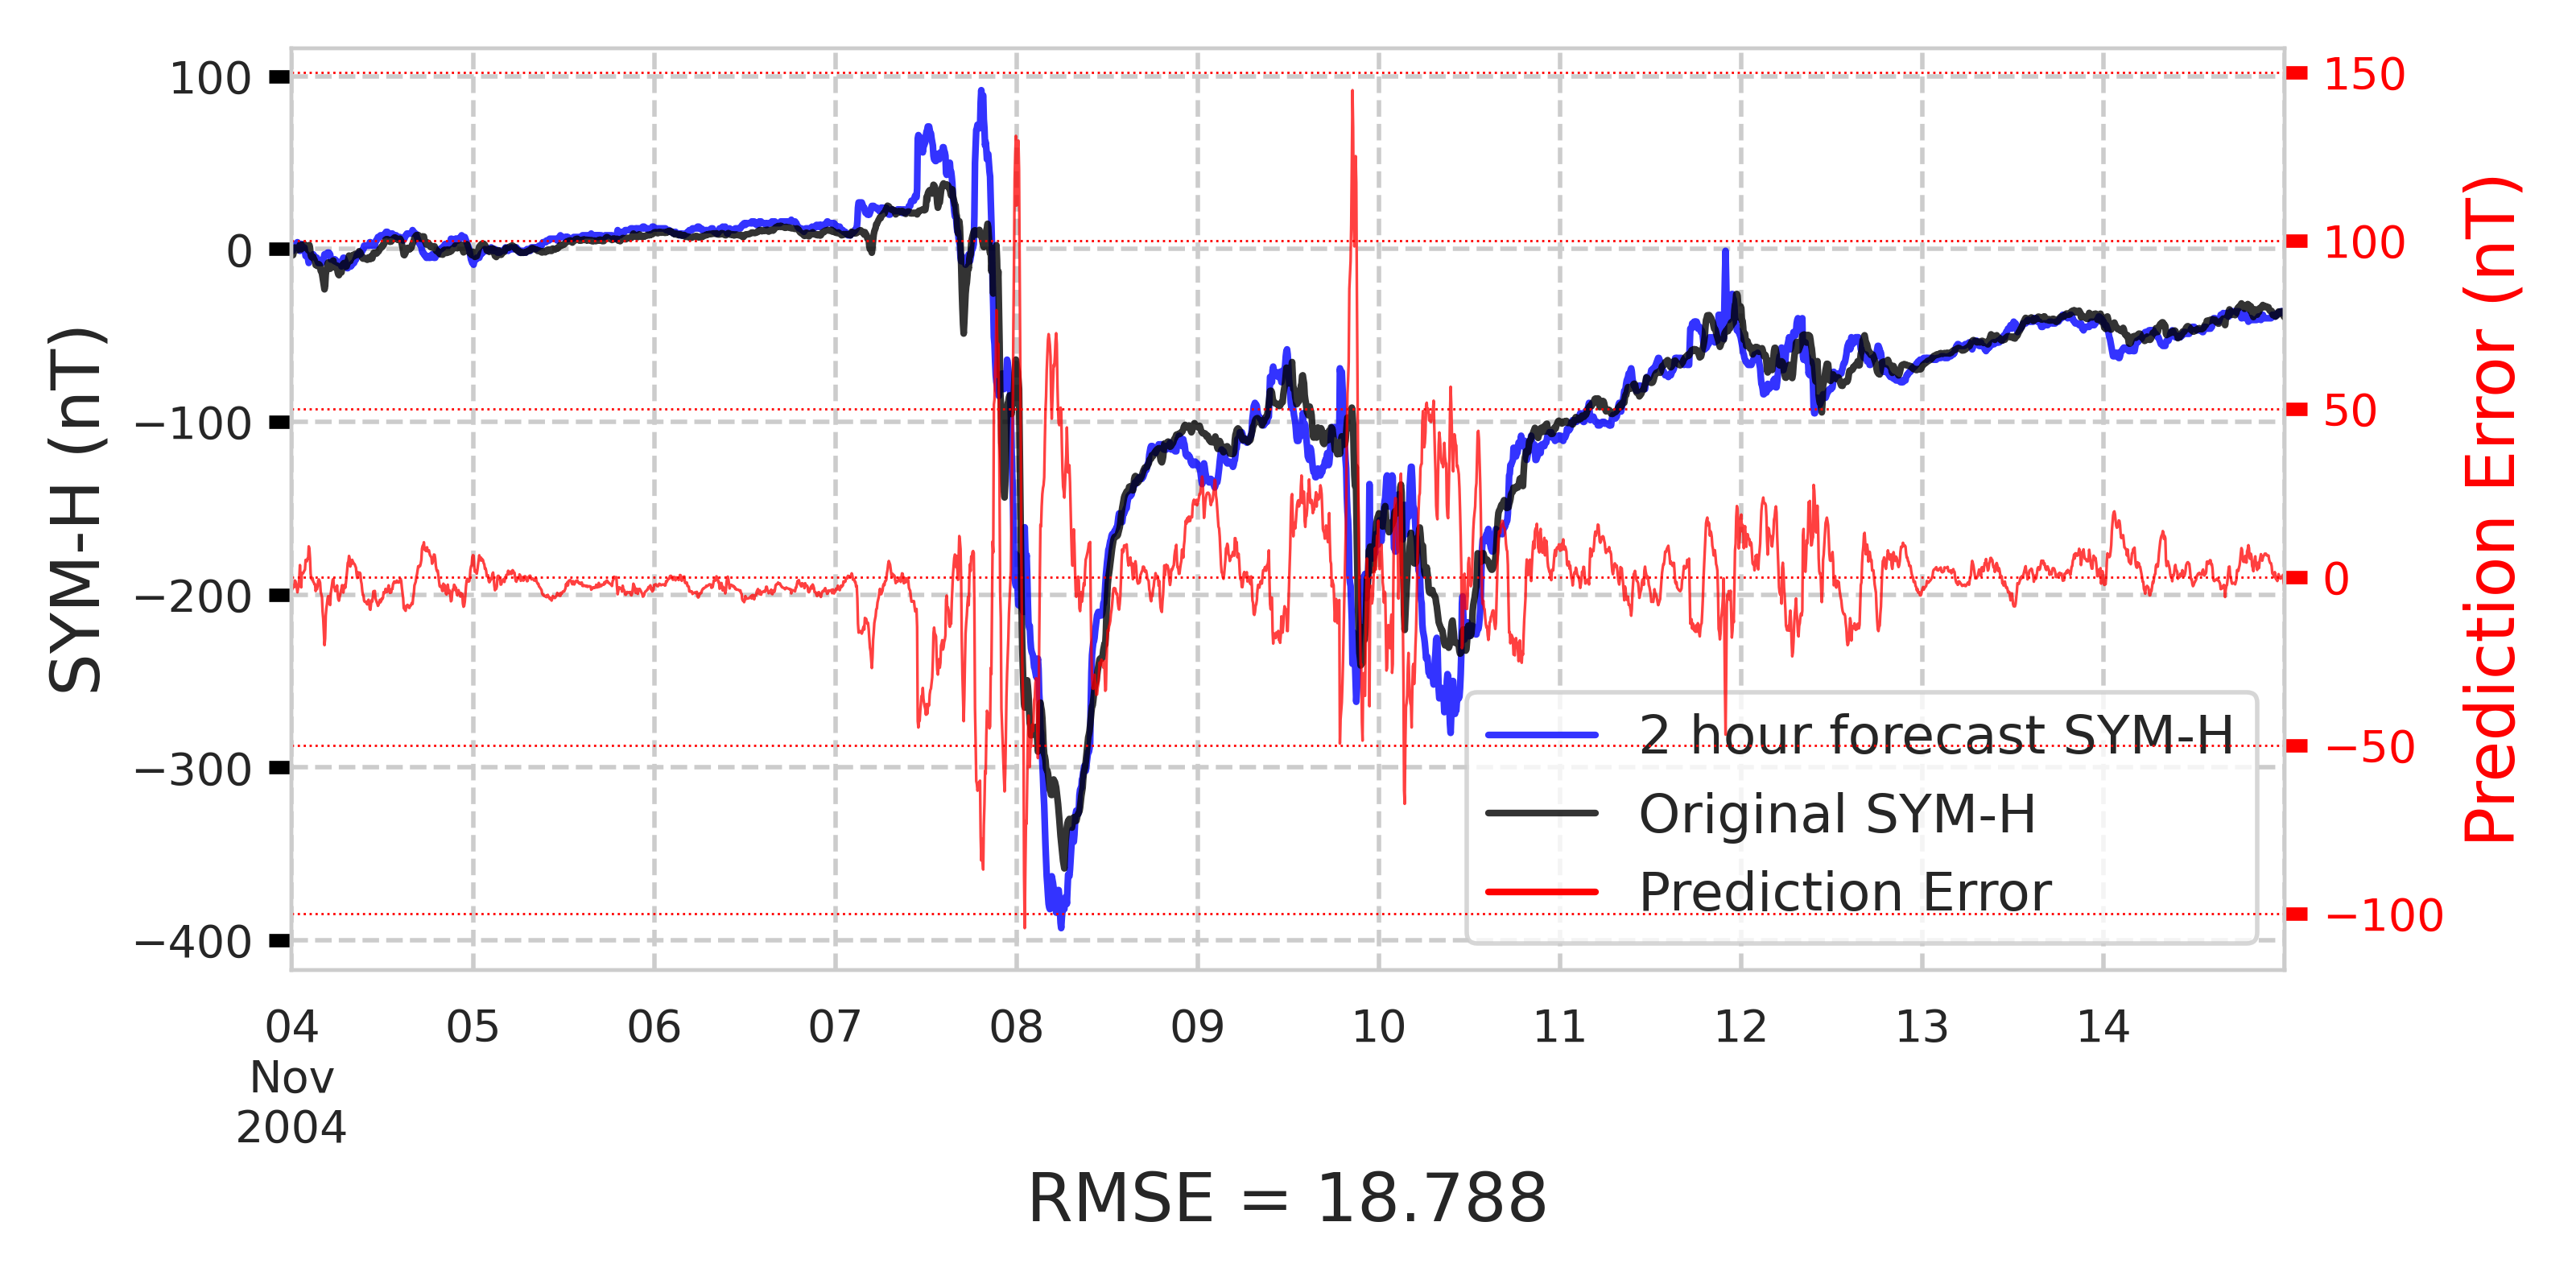 100
0
−100
−200
−300
−400
SYM-H (nT)
150
100
50
0
−50
−100
Prediction Error (nT)
2 hour forecast SYM-H
Original SYM-H
Prediction Error
04 05 06 07 08 09 10 11 12 13 14
Nov
2004
RMSE = 18.788